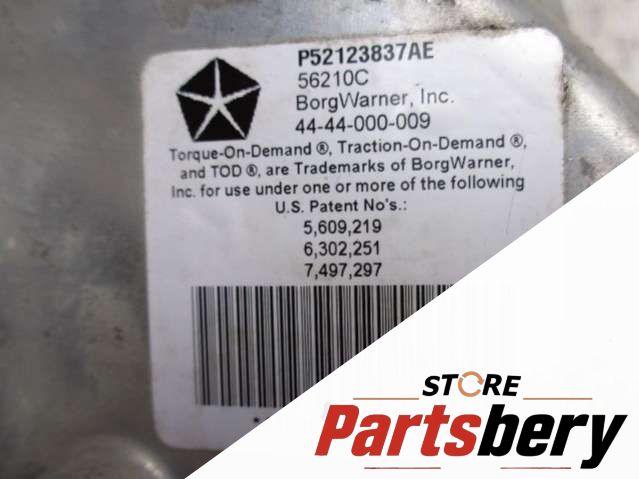 P52123837AE
56210C
BorgWarner, Inc.
44-44-000-009
Torque-On-Demand ®, Traction-On-Demand ®,
and TOD ®, are Trademarks of BorgWarner,
Inc. for use under one or more of the following
U.S. Patent No's.:
5,609,219
6,302,251
7,497,297
*
STORE
Partsbery